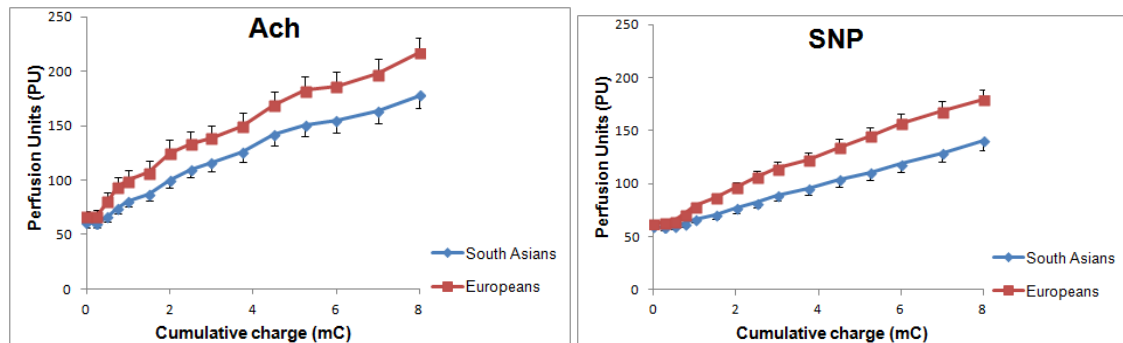 Ach
250
200
150
100
50
0
Perfusion Units (PU)
0 2 4 6 8
Cumulative charge (mC)
South Asians
Europeans
SNP
250
200
150
100
50
0
Perfusion Units (PU)
0 2 4 6 8
Cumulative charge (mC)
South Asians
Europeans